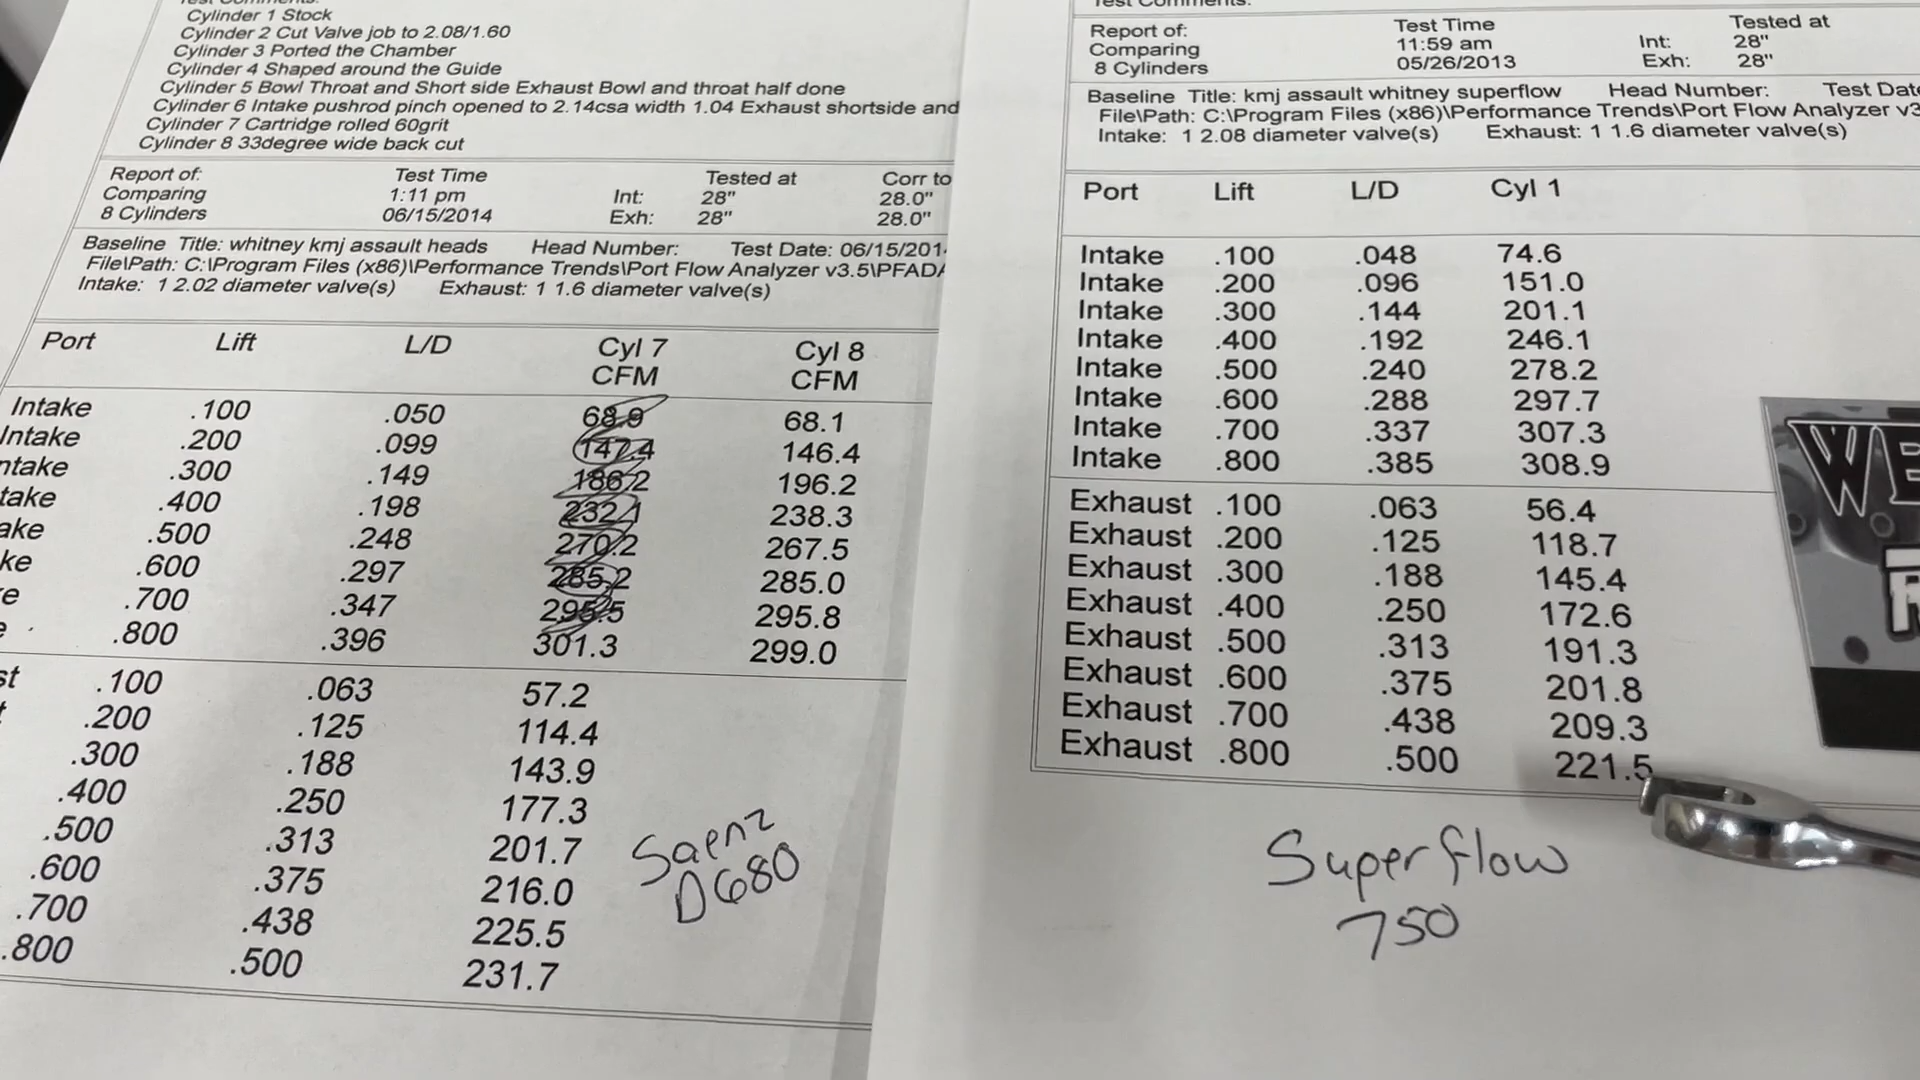 Cylinder 1 Stock
Cylinder 2 Cut Valve job to 2.08/1.60
Cylinder 3 Ported the Chamber
Cylinder 4 Shaped around the Guide
Cylinder 5 Bowl Throat and Short side Exhaust Bowl and throat half done
Cylinder 6 Intake pushrod pinch opened to 2.14csa width 1.04 Exhaust shortside and
Cylinder 7 Cartridge rolled 60grit
Cylinder 8 33degree wide back cut
Report of: Test Time Tested at Corr to
Comparing 1:11 pm Int: 28" 28.0"
8 Cylinders 06/15/2014 Exh: 28" 28.0"
Baseline Title: whitney kmj assault heads Head Number: Test Date: 06/15/201
File\Path: C:\Program Files (x86)\Performance Trends\Port Flow Analyzer v3.5\PFADA
Intake: 1 2.02 diameter valve(s) Exhaust: 1 1.6 diameter valve(s)
Port Lift L/D Cyl 7 Cyl 8
CFM CFM
Intake .100 .050 68.9 68.1
Intake .200 .099 147.4 146.4
ntake .300 .149 186.2 196.2
take .400 .198 232.1 238.3
ake .500 .248 270.2 267.5
ke .600 .297 285.2 285.0
e .700 .347 295.5 295.8
.800 .396 301.3 299.0
st .100 .063 57.2
.200 .125 114.4
.300 .188 143.9
.400 .250 177.3
.500 .313 201.7
.600 .375 216.0
.700 .438 225.5
.800 .500 231.7
Saenz
D680
Test Comments:
Report of: Test Time Tested at
Comparing 11:59 am Int: 28"
8 Cylinders 05/26/2013 Exh: 28"
Baseline Title: kmj assault whitney superflow Head Number: Test Date
File\Path: C:\Program Files (x86)\Performance Trends\Port Flow Analyzer v3
Intake: 1 2.08 diameter valve(s) Exhaust: 1 1.6 diameter valve(s)
Port Lift L/D Cyl 1
Intake .100 .048 74.6
Intake .200 .096 151.0
Intake .300 .144 201.1
Intake .400 .192 246.1
Intake .500 .240 278.2
Intake .600 .288 297.7
Intake .700 .337 307.3
Intake .800 .385 308.9
Exhaust .100 .063 56.4
Exhaust .200 .125 118.7
Exhaust .300 .188 145.4
Exhaust .400 .250 172.6
Exhaust .500 .313 191.3
Exhaust .600 .375 201.8
Exhaust .700 .438 209.3
Exhaust .800 .500 221.5
Superflow
750
WE